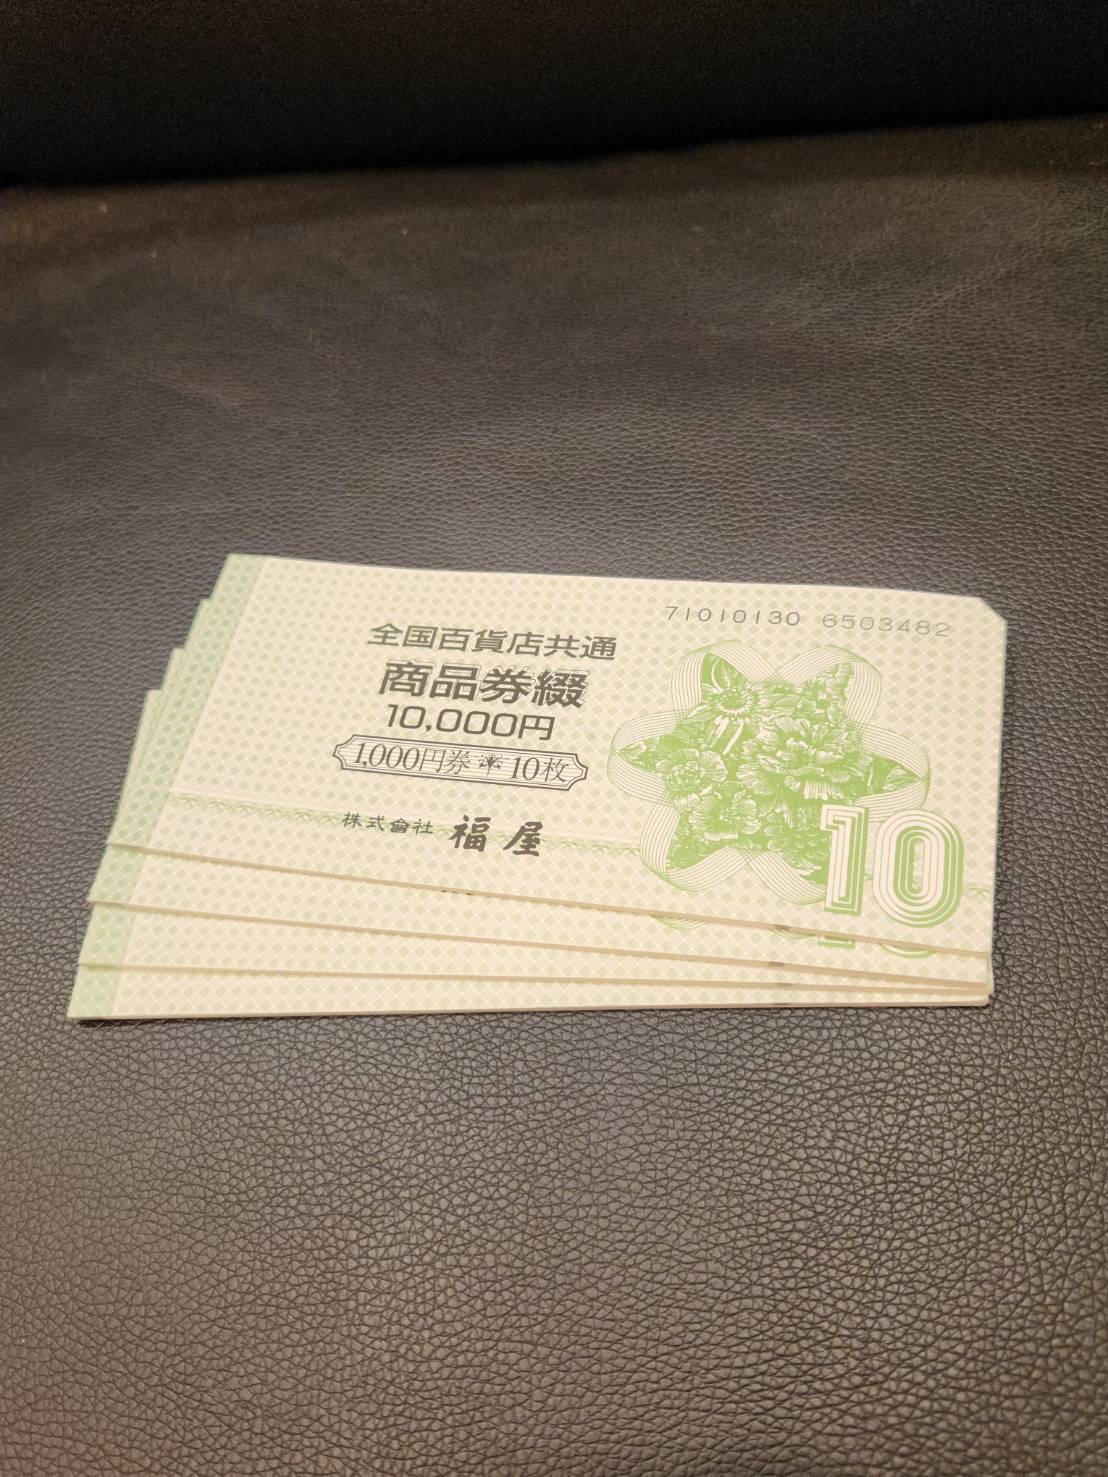 71010130 6503482
全国百貨店共通
商品券綴
10,000円
1,000円券 10枚
株式會社 福屋
10